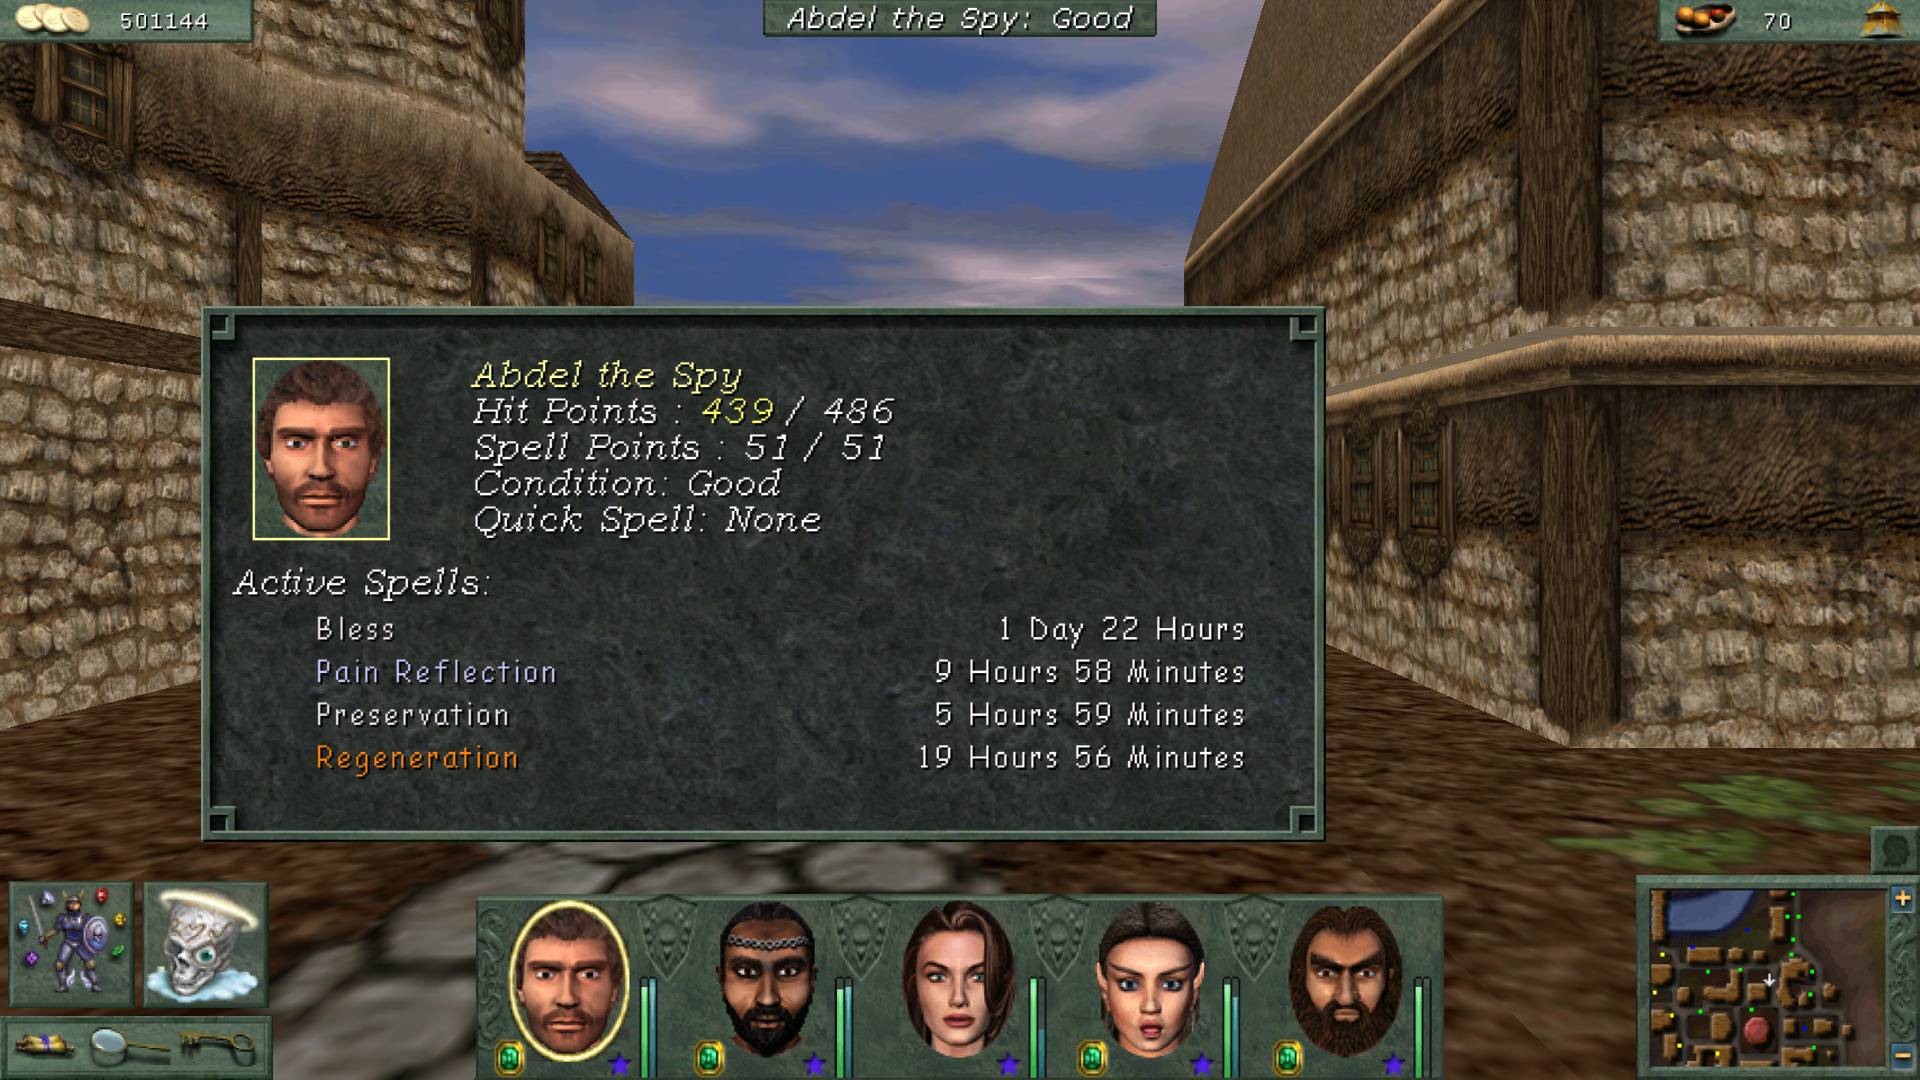 501144
Abdel the Spy: Good
70
Abdel the Spy
Hit Points : 439 / 486
Spell Points : 51 / 51
Condition: Good
Quick Spell: None
Active Spells:
Bless 1 Day 22 Hours
Pain Reflection 9 Hours 58 Minutes
Preservation 5 Hours 59 Minutes
Regeneration 19 Hours 56 Minutes